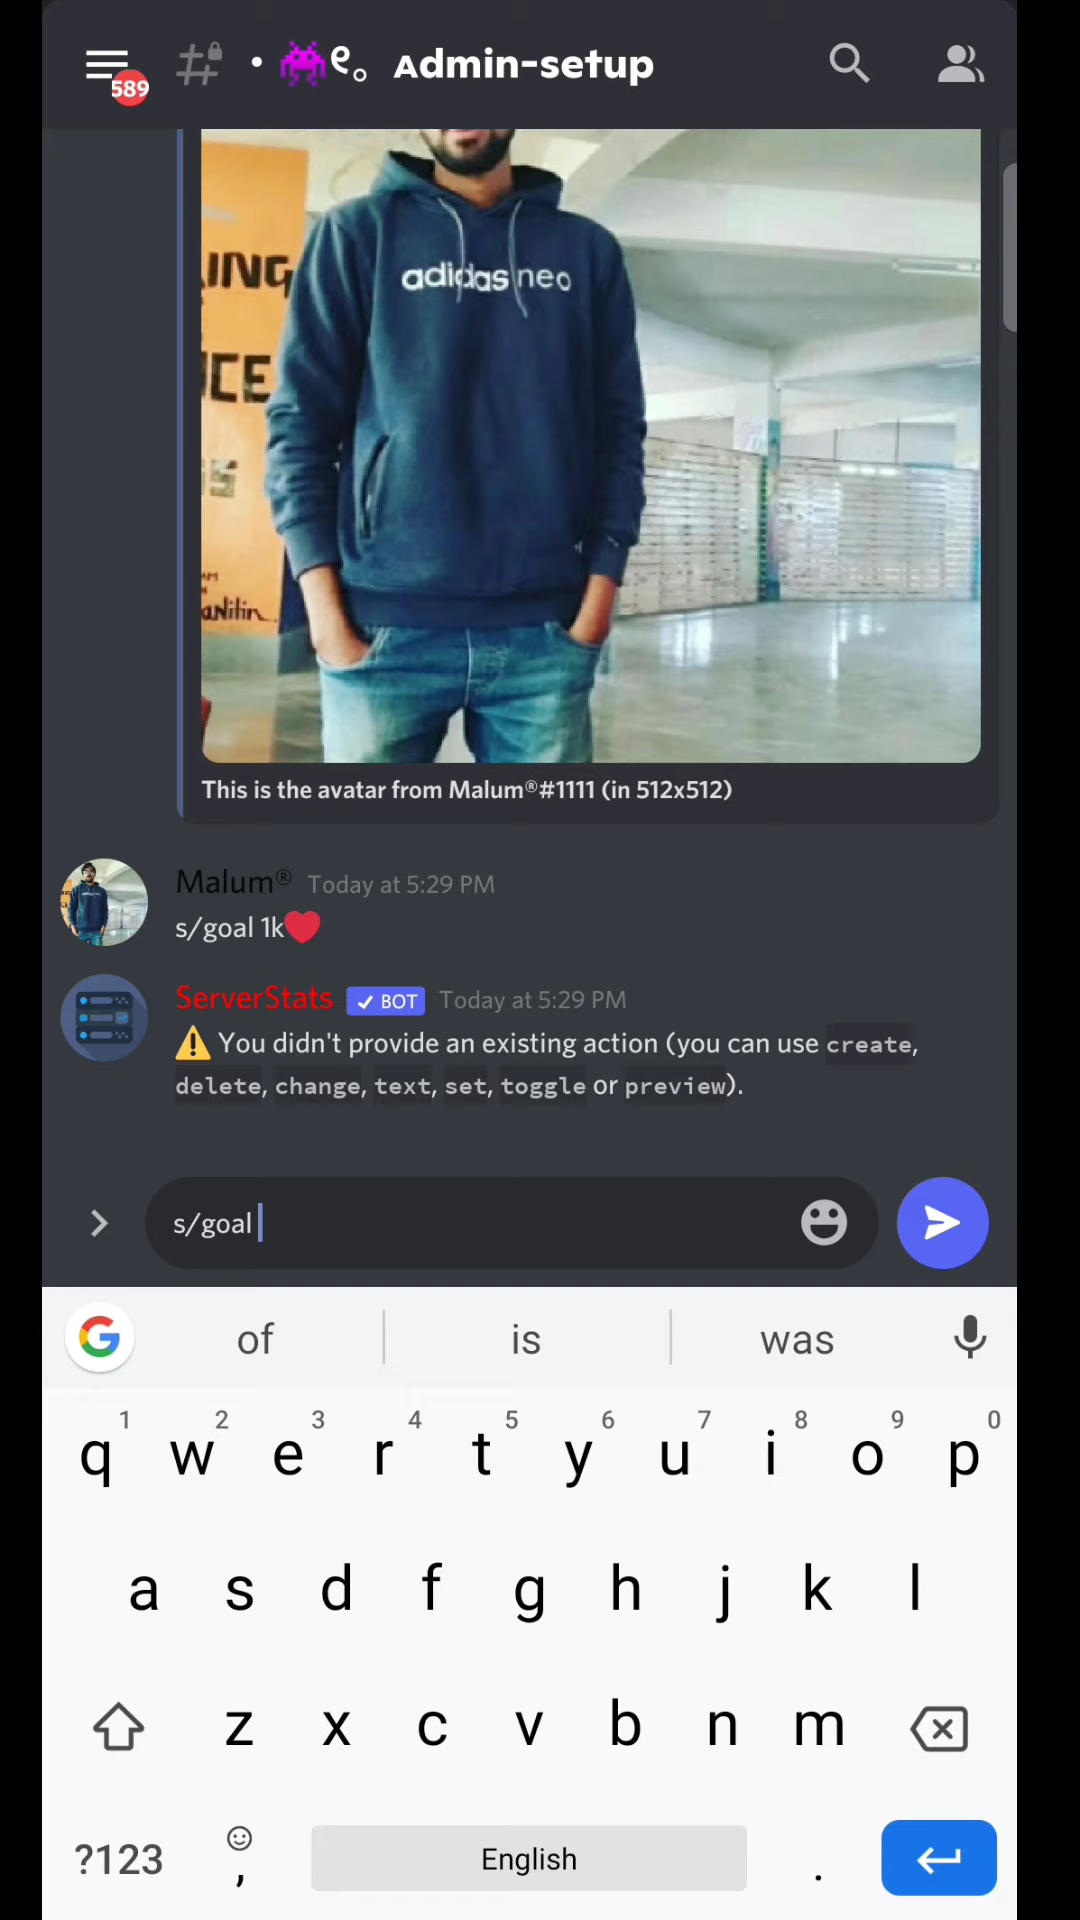 589
• Admin-setup
ING
ICE
adidas neo
This is the avatar from Malum®#1111 (in 512x512)
Malum® Today at 5:29 PM
s/goal 1k
ServerStats BOT Today at 5:29 PM
You didn't provide an existing action (you can use create,
delete, change, text, set, toggle or preview).
s/goal
of is was
1 2 3 4 5 6 7 8 9 0
q w e r t y u i o p
a s d f g h j k l
z x c v b n m
?123 , English .